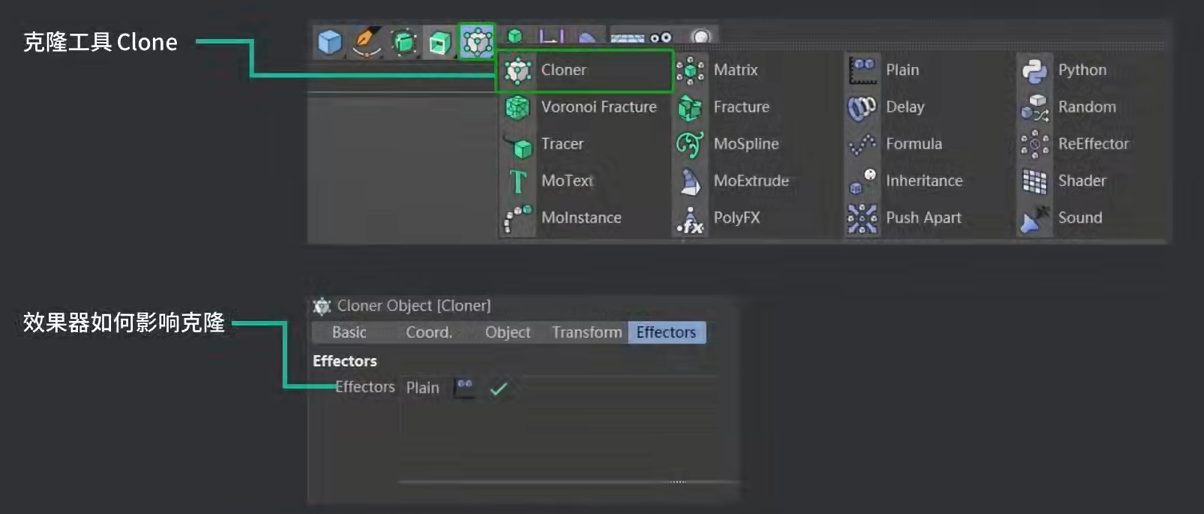 克隆工具 Clone
Cloner Matrix Plain Python
Voronoi Fracture Fracture Delay Random
Tracer MoSpline Formula ReEffector
MoText MoExtrude Inheritance Shader
MoInstance PolyFX Push Apart Sound
Cloner Object [Cloner]
效果器如何影响克隆
Basic Coord. Object Transform Effectors
Effectors
Effectors Plain